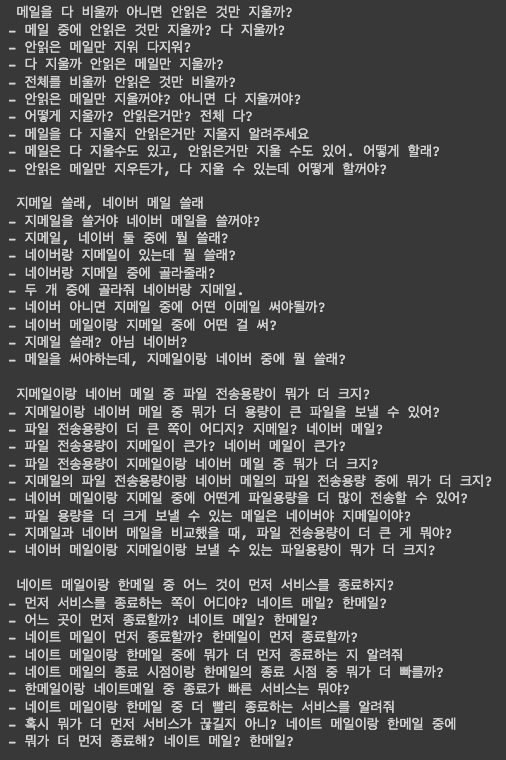 메일을 다 비울까 아니면 안읽은 것만 지울까?
- 메일 중에 안읽은 것만 지울까? 다 지울까?
- 안읽은 메일만 지워 다지워?
- 다 지울까 안읽은 메일만 지울까?
- 전체를 비울까 안읽은 것만 비울까?
- 안읽은 메일만 지울꺼야? 아니면 다 지울꺼야?
- 어떻게 지울까? 안읽은거만? 전체 다?
- 메일을 다 지울지 안읽은거만 지울지 알려주세요
- 메일은 다 지울수도 있고, 안읽은거만 지울 수도 있어. 어떻게 할래?
- 안읽은 메일만 지우든가, 다 지울 수 있는데 어떻게 할꺼야?

지메일 쓸래, 네이버 메일 쓸래
- 지메일을 쓸거야 네이버 메일을 쓸꺼야?
- 지메일, 네이버 둘 중에 뭘 쓸래?
- 네이버랑 지메일이 있는데 뭘 쓸래?
- 네이버랑 지메일 중에 골라줄래?
- 두 개 중에 골라줘 네이버랑 지메일.
- 네이버 아니면 지메일 중에 어떤 이메일 써야될까?
- 네이버 메일이랑 지메일 중에 어떤 걸 써?
- 지메일 쓸래? 아님 네이버?
- 메일을 써야하는데, 지메일이랑 네이버 중에 뭘 쓸래?

지메일이랑 네이버 메일 중 파일 전송용량이 뭐가 더 크지?
- 지메일이랑 네이버 메일 중 뭐가 더 용량이 큰 파일을 보낼 수 있어?
- 파일 전송용량이 더 큰 쪽이 어디지? 지메일? 네이버 메일?
- 파일 전송용량이 지메일이 큰가? 네이버 메일이 큰가?
- 파일 전송용량이 지메일이랑 네이버 메일 중 뭐가 더 크지?
- 지메일의 파일 전송용량이랑 네이버 메일의 파일 전송용량 중에 뭐가 더 크지?
- 네이버 메일이랑 지메일 중에 어떤게 파일용량을 더 많이 전송할 수 있어?
- 파일 용량을 더 크게 보낼 수 있는 메일은 네이버야 지메일이야?
- 지메일과 네이버 메일을 비교했을 때, 파일 전송용량이 더 큰 게 뭐야?
- 네이버 메일이랑 지메일이랑 보낼 수 있는 파일용량이 뭐가 더 크지?

네이트 메일이랑 한메일 중 어느 것이 먼저 서비스를 종료하지?
- 먼저 서비스를 종료하는 쪽이 어디야? 네이트 메일? 한메일?
- 어느 곳이 먼저 종료할까? 네이트 메일? 한메일?
- 네이트 메일이 먼저 종료할까? 한메일이 먼저 종료할까?
- 네이트 메일이랑 한메일 중에 뭐가 더 먼저 종료하는 지 알려줘
- 네이트 메일의 종료 시점이랑 한메일의 종료 시점 중 뭐가 더 빠를까?
- 한메일이랑 네이트메일 중 종료가 빠른 서비스는 뭐야?
- 네이트 메일이랑 한메일 중 더 빨리 종료하는 서비스를 알려줘
- 혹시 뭐가 더 먼저 서비스가 끊길지 아니? 네이트 메일이랑 한메일 중에
- 뭐가 더 먼저 종료해? 네이트 메일? 한메일?